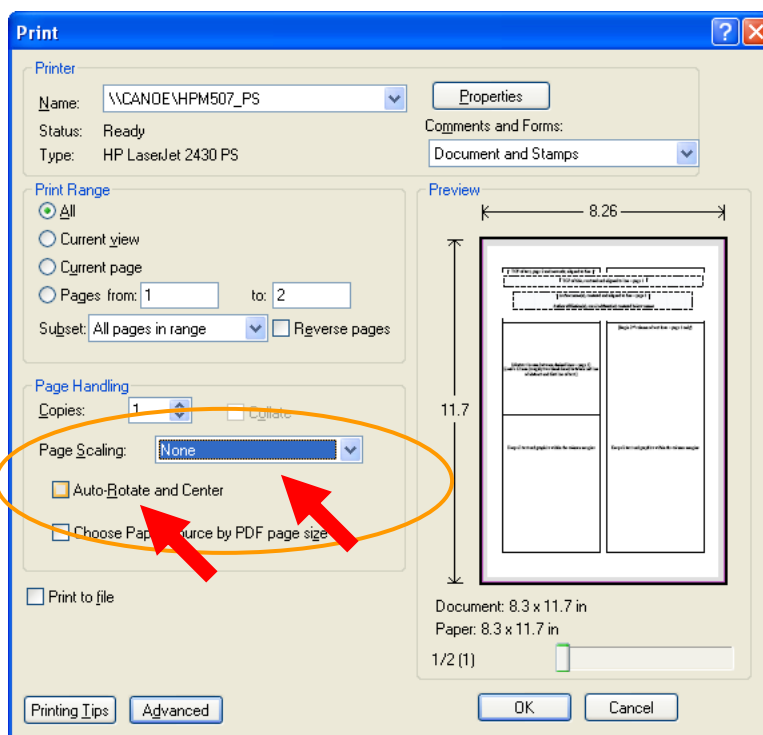 Print
Printer
Name: \\CANOE\HPM507_PS
Properties
Status: Ready
Comments and Forms:
Type: HP LaserJet 2430 PS
Document and Stamps
Print Range
All
Current view
Current page
Pages from: 1 to: 2
Subset: All pages in range
Reverse pages
Preview
8.26
11.7
Page Handling
Copies: 1
Collate
Page Scaling: None
Auto-Rotate and Center
Choose Paper Source by PDF page size
Print to file
Document: 8.3 x 11.7 in
Paper: 8.3 x 11.7 in
1/2 (1)
Printing Tips
Advanced
OK
Cancel